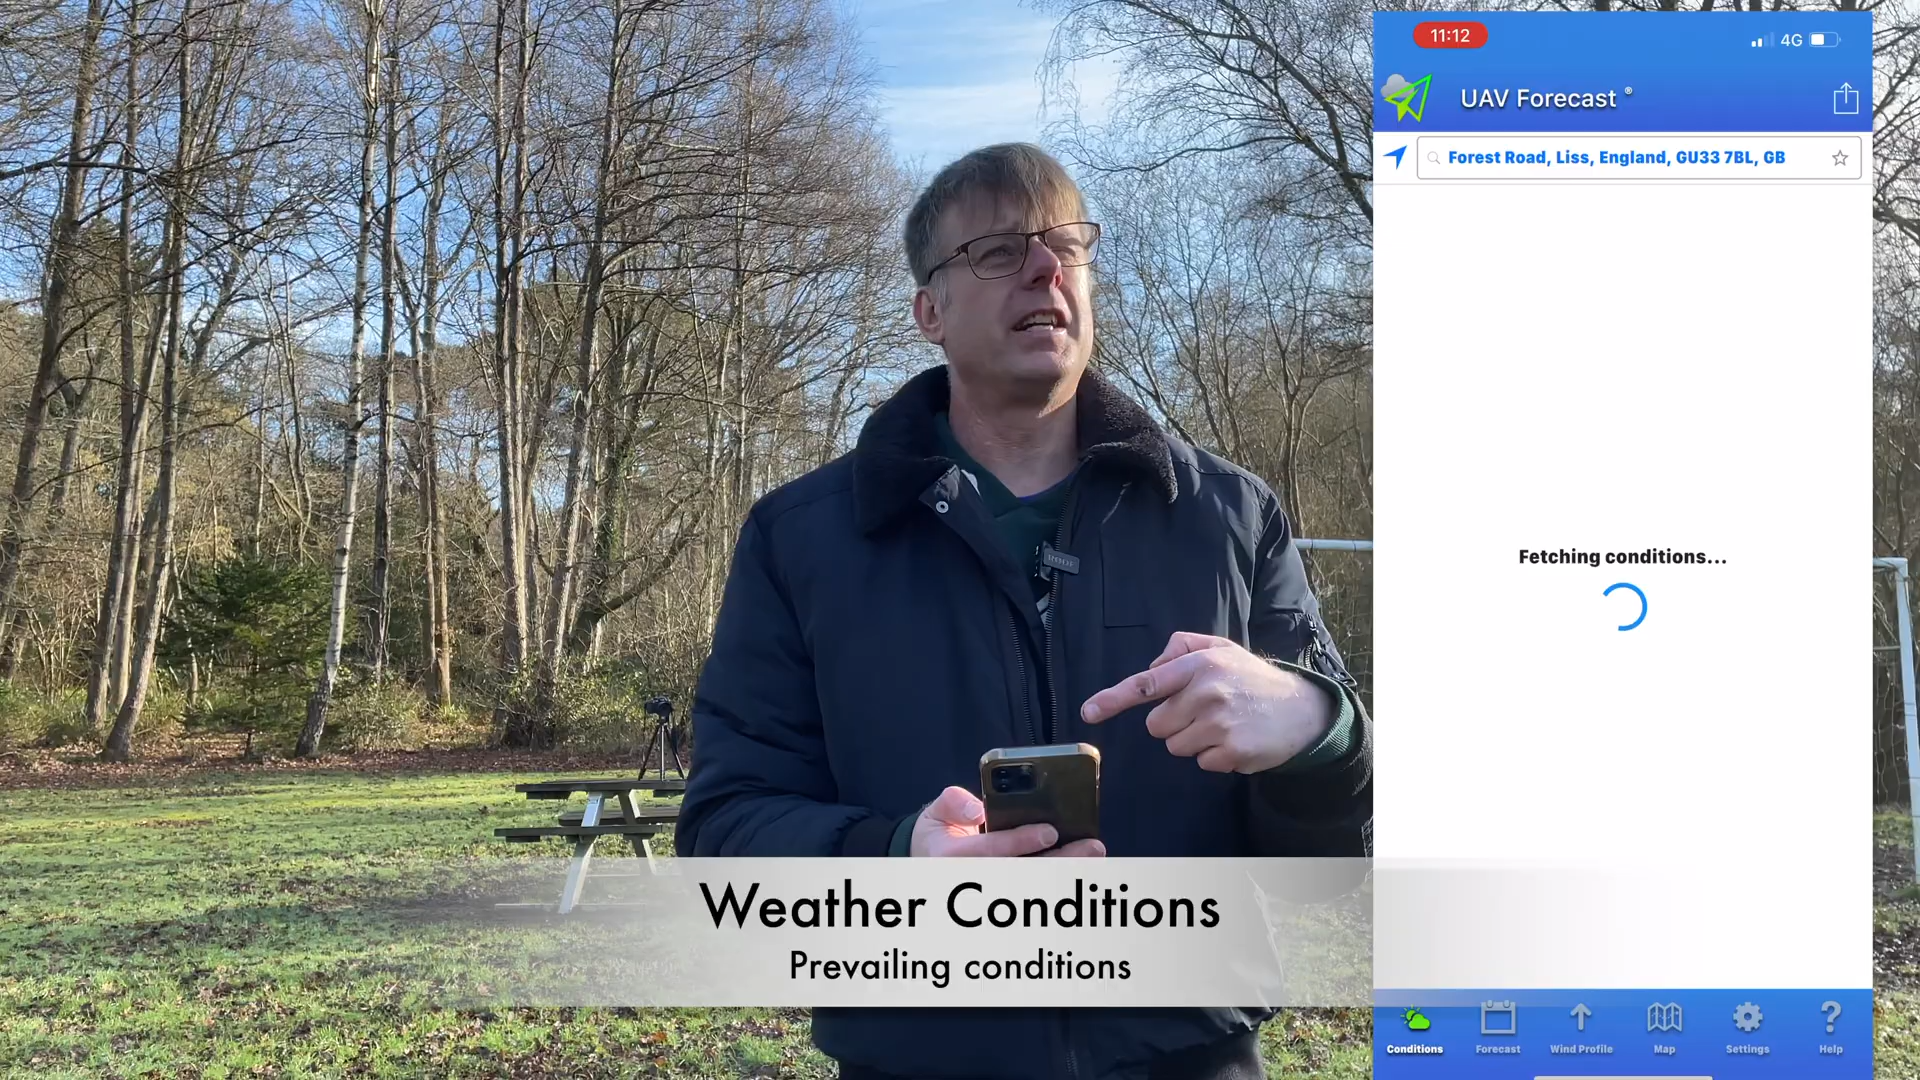 11:12
4G
UAV Forecast ®
Forest Road, Liss, England, GU33 7BL, GB
Fetching conditions...
RODE
Weather Conditions
Prevailing conditions
Conditions
Forecast
Wind Profile
Map
Settings
Help